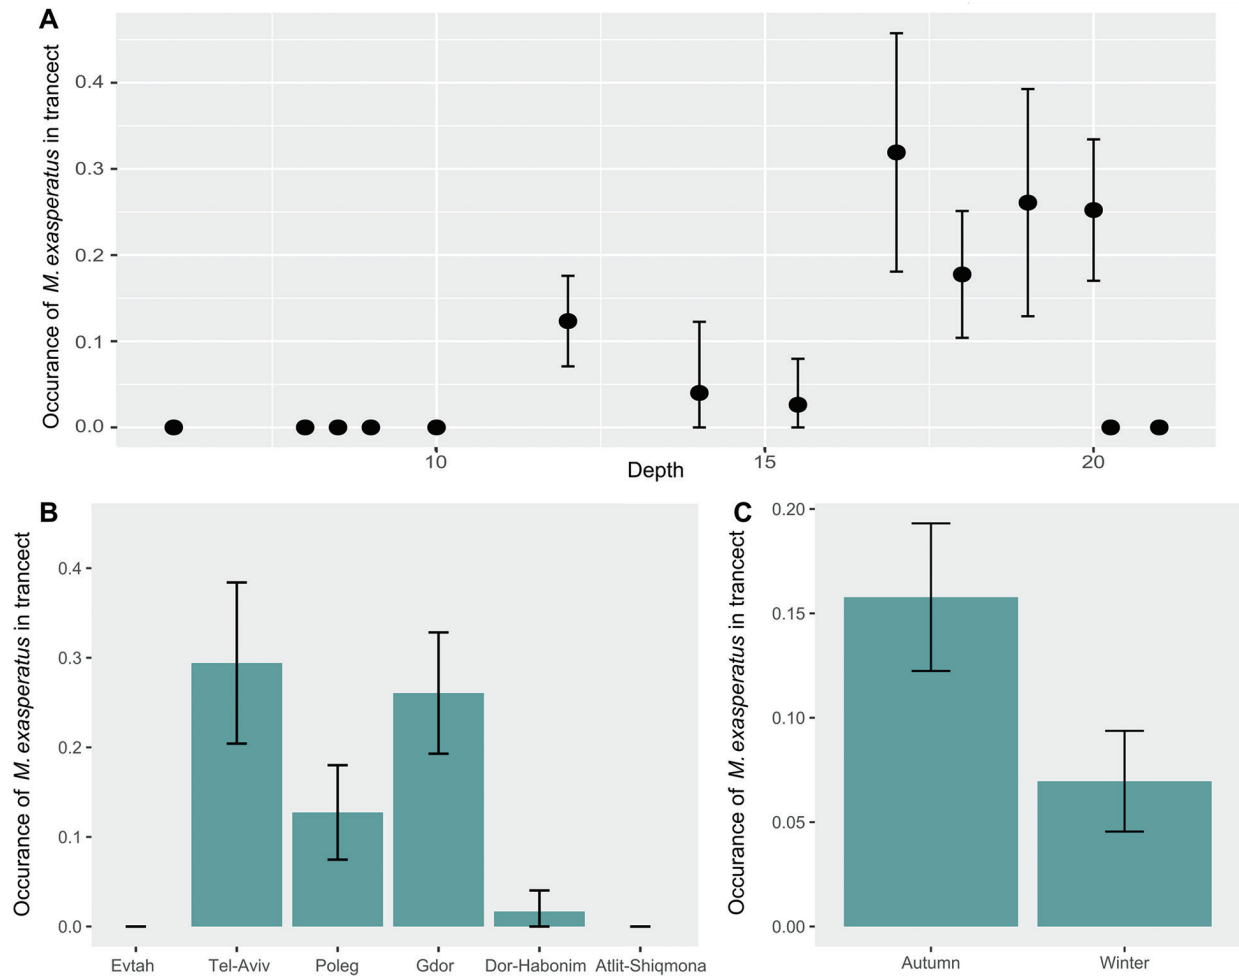 A
Occurance of M. exasperatus in trancect
0.4
0.3
0.2
0.1
0.0
10
15
20
Depth
B
Occurance of M. exasperatus in trancect
0.4
0.3
0.2
0.1
0.0
Evtah
Tel-Aviv
Poleg
Gdor
Dor-Habonim
Atlit-Shiqmona
C
Occurance of M. exasperatus in trancect
0.20
0.15
0.10
0.05
0.00
Autumn
Winter